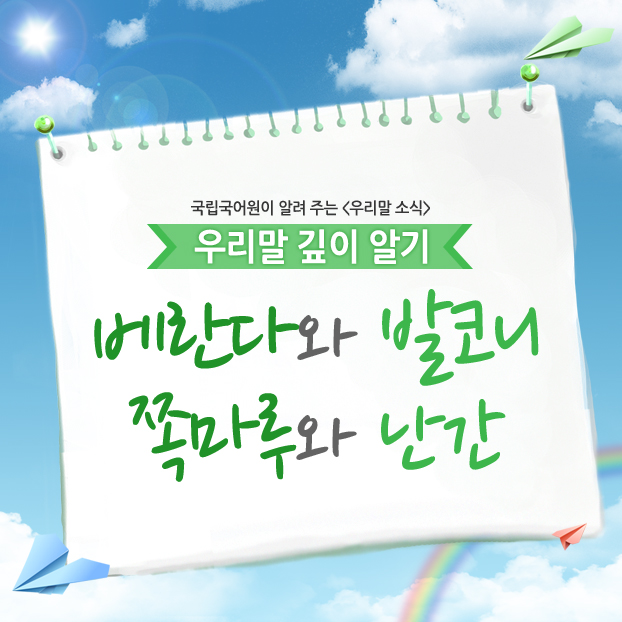 국립국어원이 알려 주는 <우리말 소식>
우리말 깊이 알기
베란다와 발코니
쪽마루와 난간